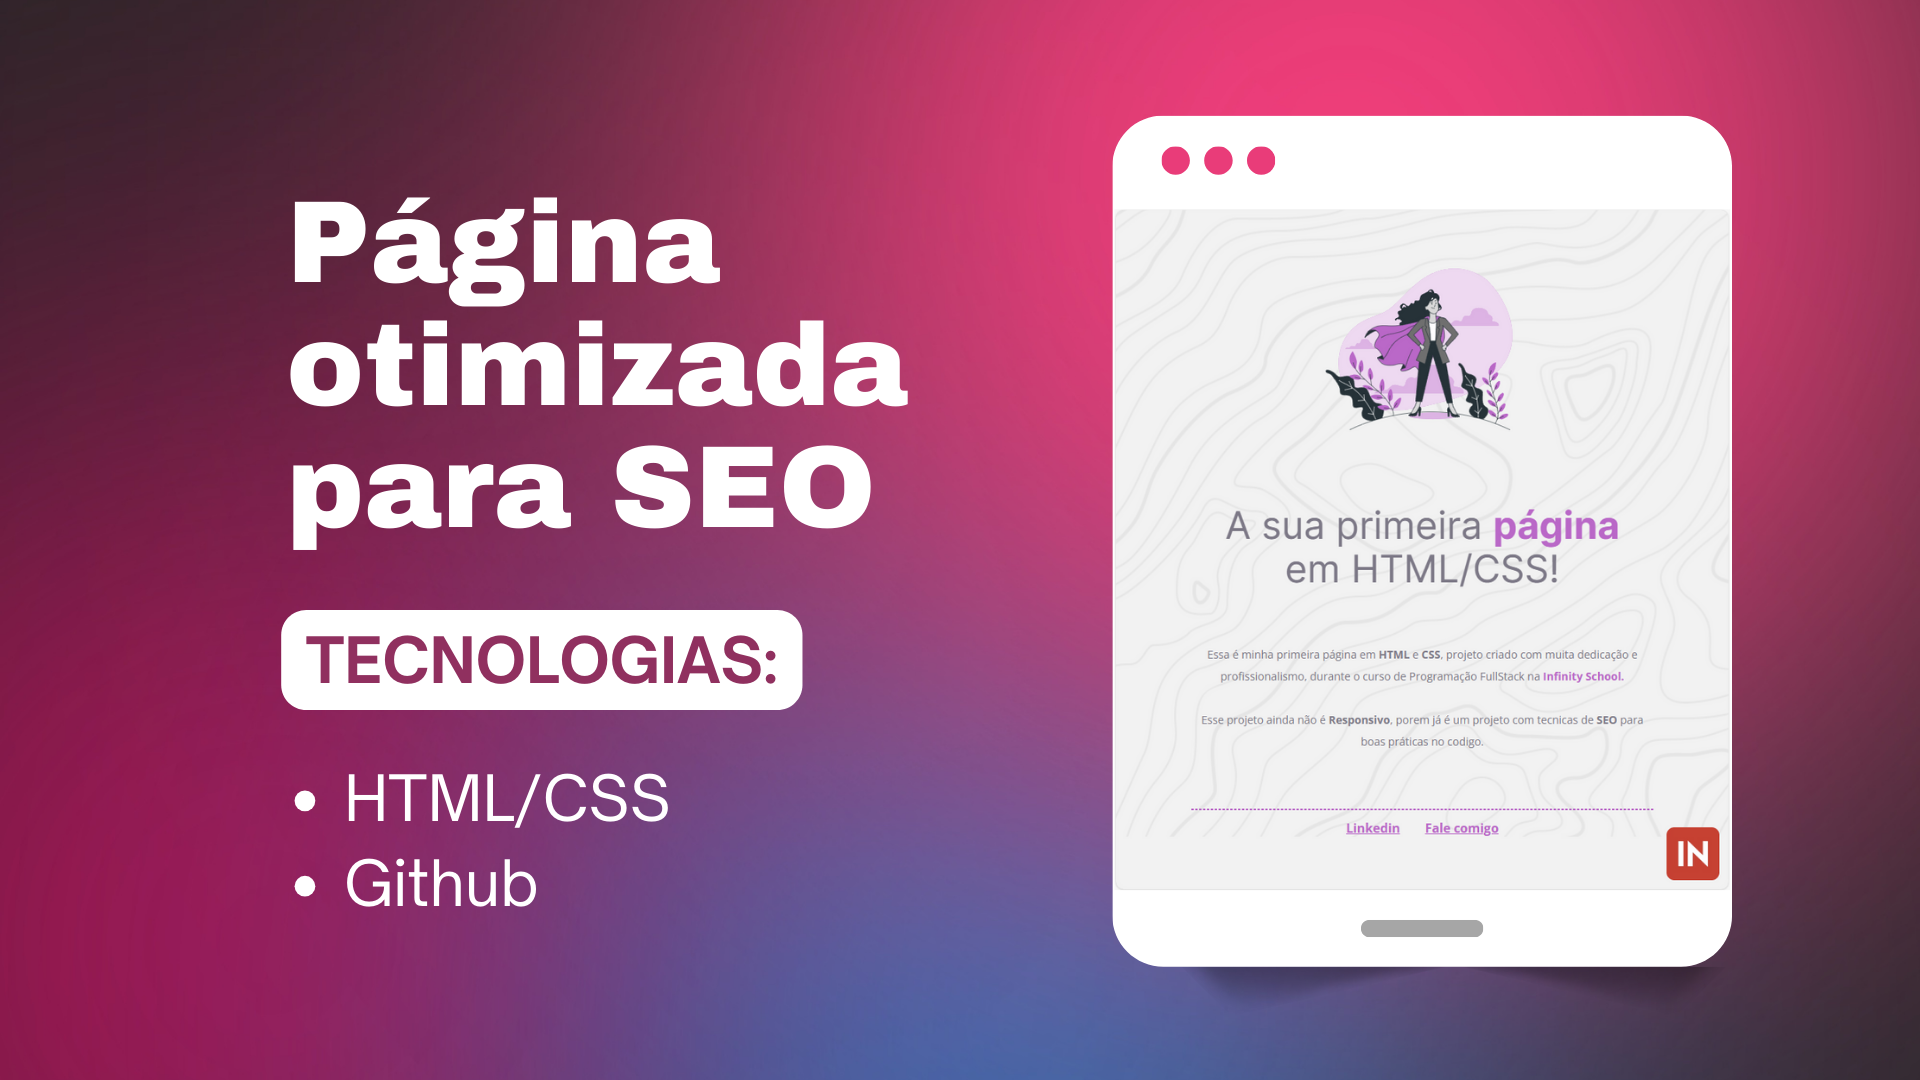 Página
otimizada
para SEO
TECNOLOGIAS:
• HTML/CSS
• Github
A sua primeira página
em HTML/CSS!
Essa é minha primeira página em HTML e CSS, projeto criado com muita dedicação e
profissionalismo, durante o curso de Programação FullStack na Infinity School.
Esse projeto ainda não é Responsivo, porem já é um projeto com tecnicas de SEO para
boas práticas no codigo.
Linkedin Fale comigo
IN